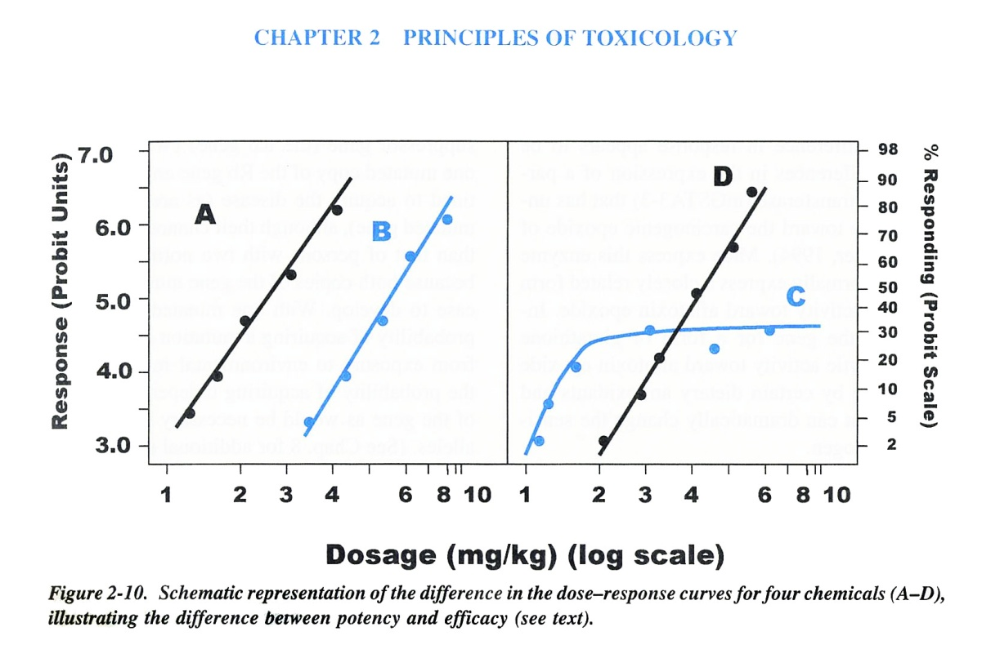 CHAPTER 2 PRINCIPLES OF TOXICOLOGY
Response (Probit Units)
7.0
6.0
5.0
4.0
3.0
A
B
C
D
98
90
80
70
60
50
40
30
20
10
5
2
% Responding (Probit Scale)
1 2 3 4 6 8 10 1 2 3 4 6 8 10
Dosage (mg/kg) (log scale)
Figure 2-10. Schematic representation of the difference in the dose–response curves for four chemicals (A–D),
illustrating the difference between potency and efficacy (see text).